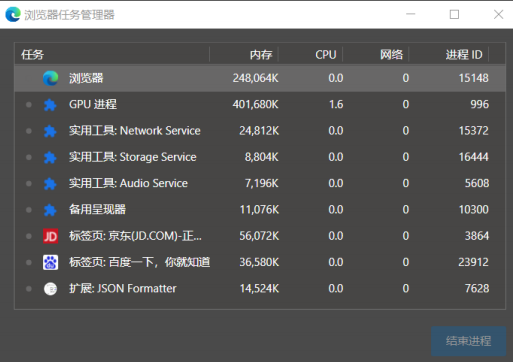 浏览器任务管理器
任务 内存 CPU 网络 进程 ID
浏览器 248,064K 0.0 0 15148
GPU 进程 401,680K 1.6 0 996
实用工具: Network Service 24,812K 0.0 0 15372
实用工具: Storage Service 8,804K 0.0 0 16444
实用工具: Audio Service 7,196K 0.0 0 5608
备用呈现器 11,076K 0.0 0 10300
JD 标签页: 京东(JD.COM)-正... 56,072K 0.0 0 3864
标签页: 百度一下，你就知道 36,580K 0.0 0 23912
扩展: JSON Formatter 14,524K 0.0 0 7628
结束进程